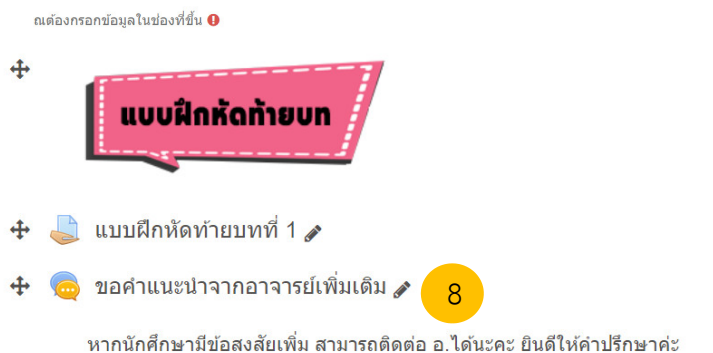 ณต้องกรอกข้อมูลในช่องที่ขึ้น
แบบฝึกหัดท้ายบท
แบบฝึกหัดท้ายบทที่ 1
ขอคำแนะนำจากอาจารย์เพิ่มเติม
8
หากนักศึกษามีข้อสงสัยเพิ่ม สามารถติดต่อ อ.ได้นะคะ ยินดีให้คำปรึกษาค่ะ